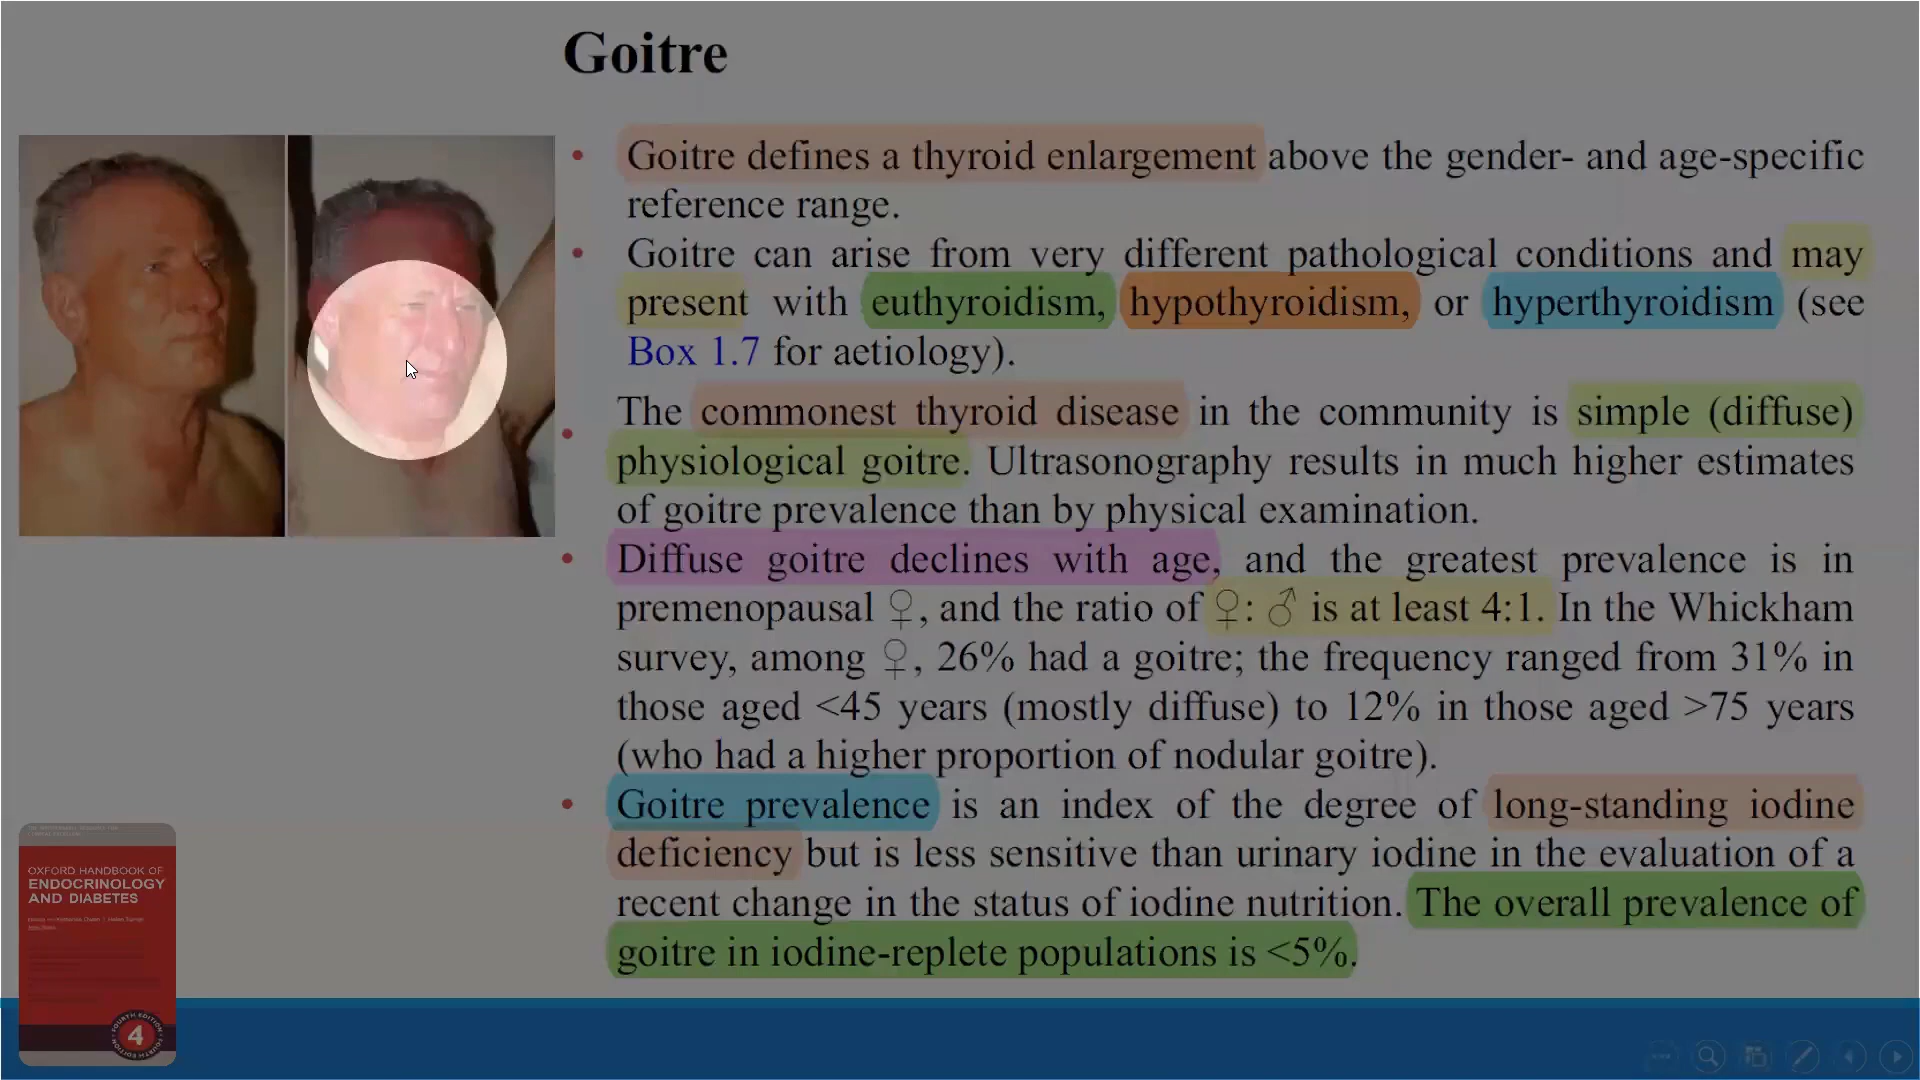 Goitre
Goitre defines a thyroid enlargement above the gender- and age-specific
reference range.
Goitre can arise from very different pathological conditions and may
present with euthyroidism, hypothyroidism, or hyperthyroidism (see
Box 1.7 for aetiology).
The commonest thyroid disease in the community is simple (diffuse)
physiological goitre. Ultrasonography results in much higher estimates
of goitre prevalence than by physical examination.
Diffuse goitre declines with age, and the greatest prevalence is in
premenopausal ♀, and the ratio of ♀: ♂ is at least 4:1. In the Whickham
survey, among ♀, 26% had a goitre; the frequency ranged from 31% in
those aged <45 years (mostly diffuse) to 12% in those aged >75 years
(who had a higher proportion of nodular goitre).
Goitre prevalence is an index of the degree of long-standing iodine
deficiency but is less sensitive than urinary iodine in the evaluation of a
recent change in the status of iodine nutrition. The overall prevalence of
goitre in iodine-replete populations is <5%.
OXFORD HANDBOOK OF
ENDOCRINOLOGY
AND DIABETES
FOURTH EDITION
4
FOURTH EDITION